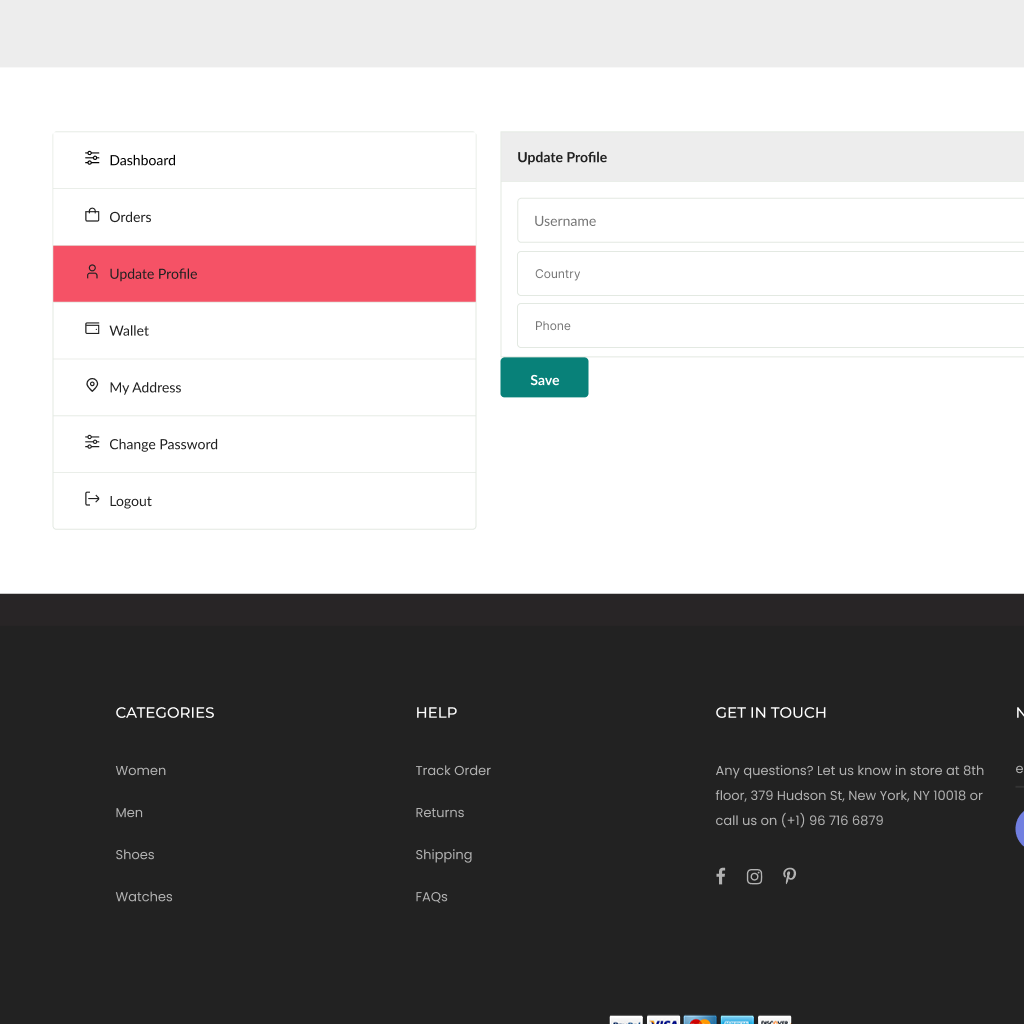 Dashboard
Orders
Update Profile
Wallet
My Address
Change Password
Logout
Update Profile
Username
Country
Phone
Save
CATEGORIES
Women
Men
Shoes
Watches
HELP
Track Order
Returns
Shipping
FAQs
GET IN TOUCH
Any questions? Let us know in store at 8th
floor, 379 Hudson St, New York, NY 10018 or
call us on (+1) 96 716 6879
VISA
DISCOVER